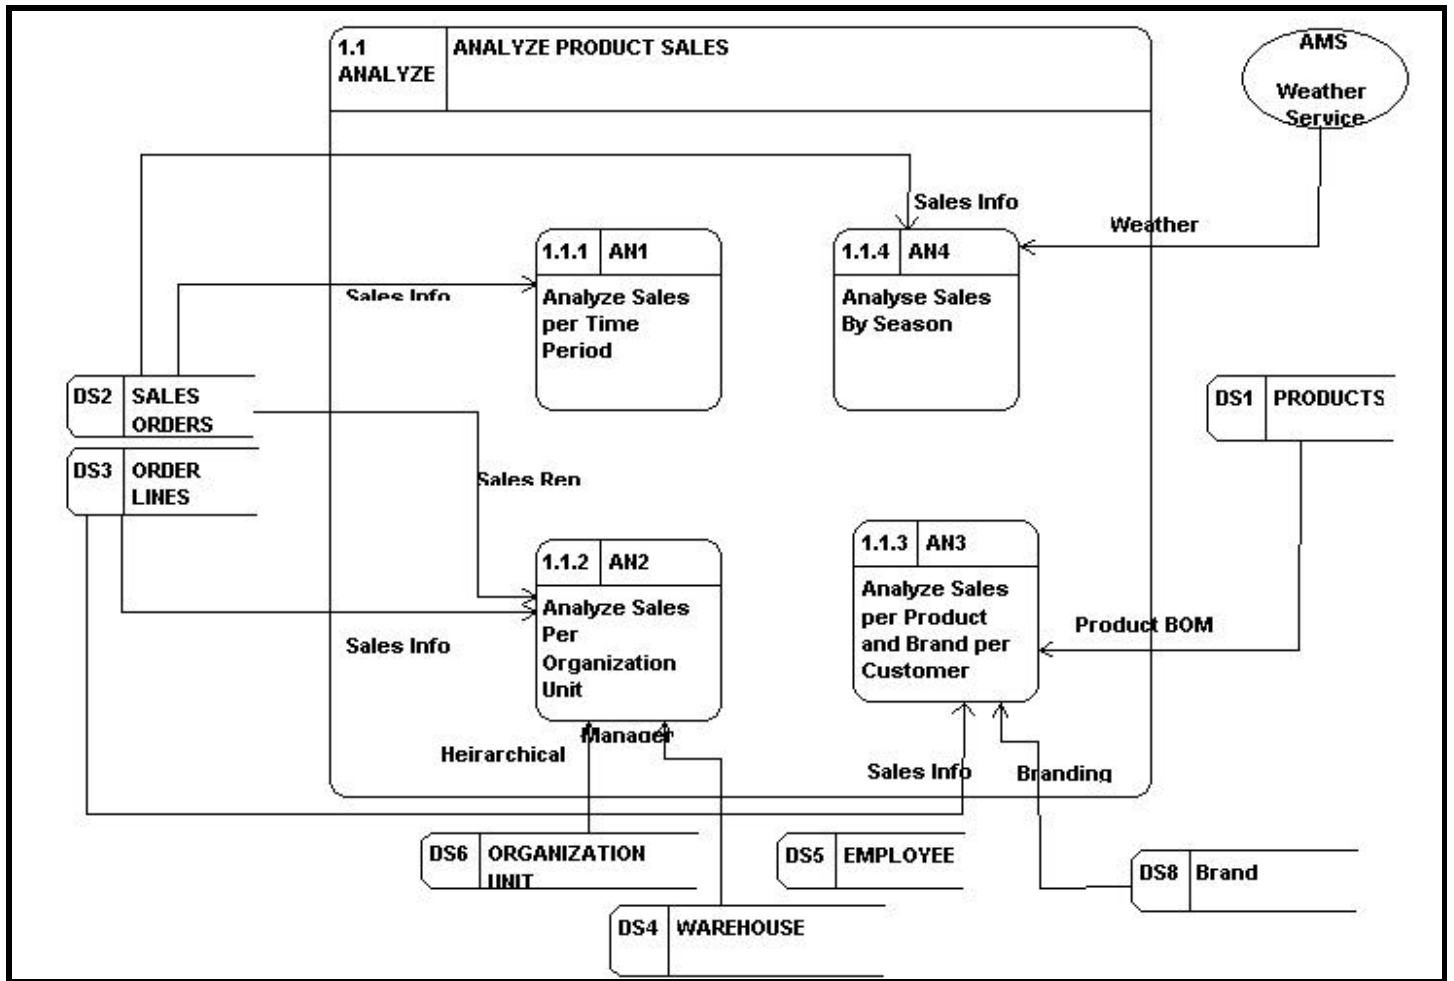 1.1
ANALYZE
ANALYZE PRODUCT SALES
AMS
Weather
Service
Sales Info
Weather
1.1.1 AN1
Analyze Sales
per Time
Period
1.1.4 AN4
Analyse Sales
By Season
Sales Info
DS2 SALES
ORDERS
DS1 PRODUCTS
DS3 ORDER
LINES
Sales Rep
1.1.2 AN2
Analyze Sales
Per
Organization
Unit
1.1.3 AN3
Analyze Sales
per Product
and Brand per
Customer
Product BOM
Sales Info
Manager
Heirarchical
Sales Info
Branding
DS6 ORGANIZATION
UNIT
DS5 EMPLOYEE
DS8 Brand
DS4 WAREHOUSE